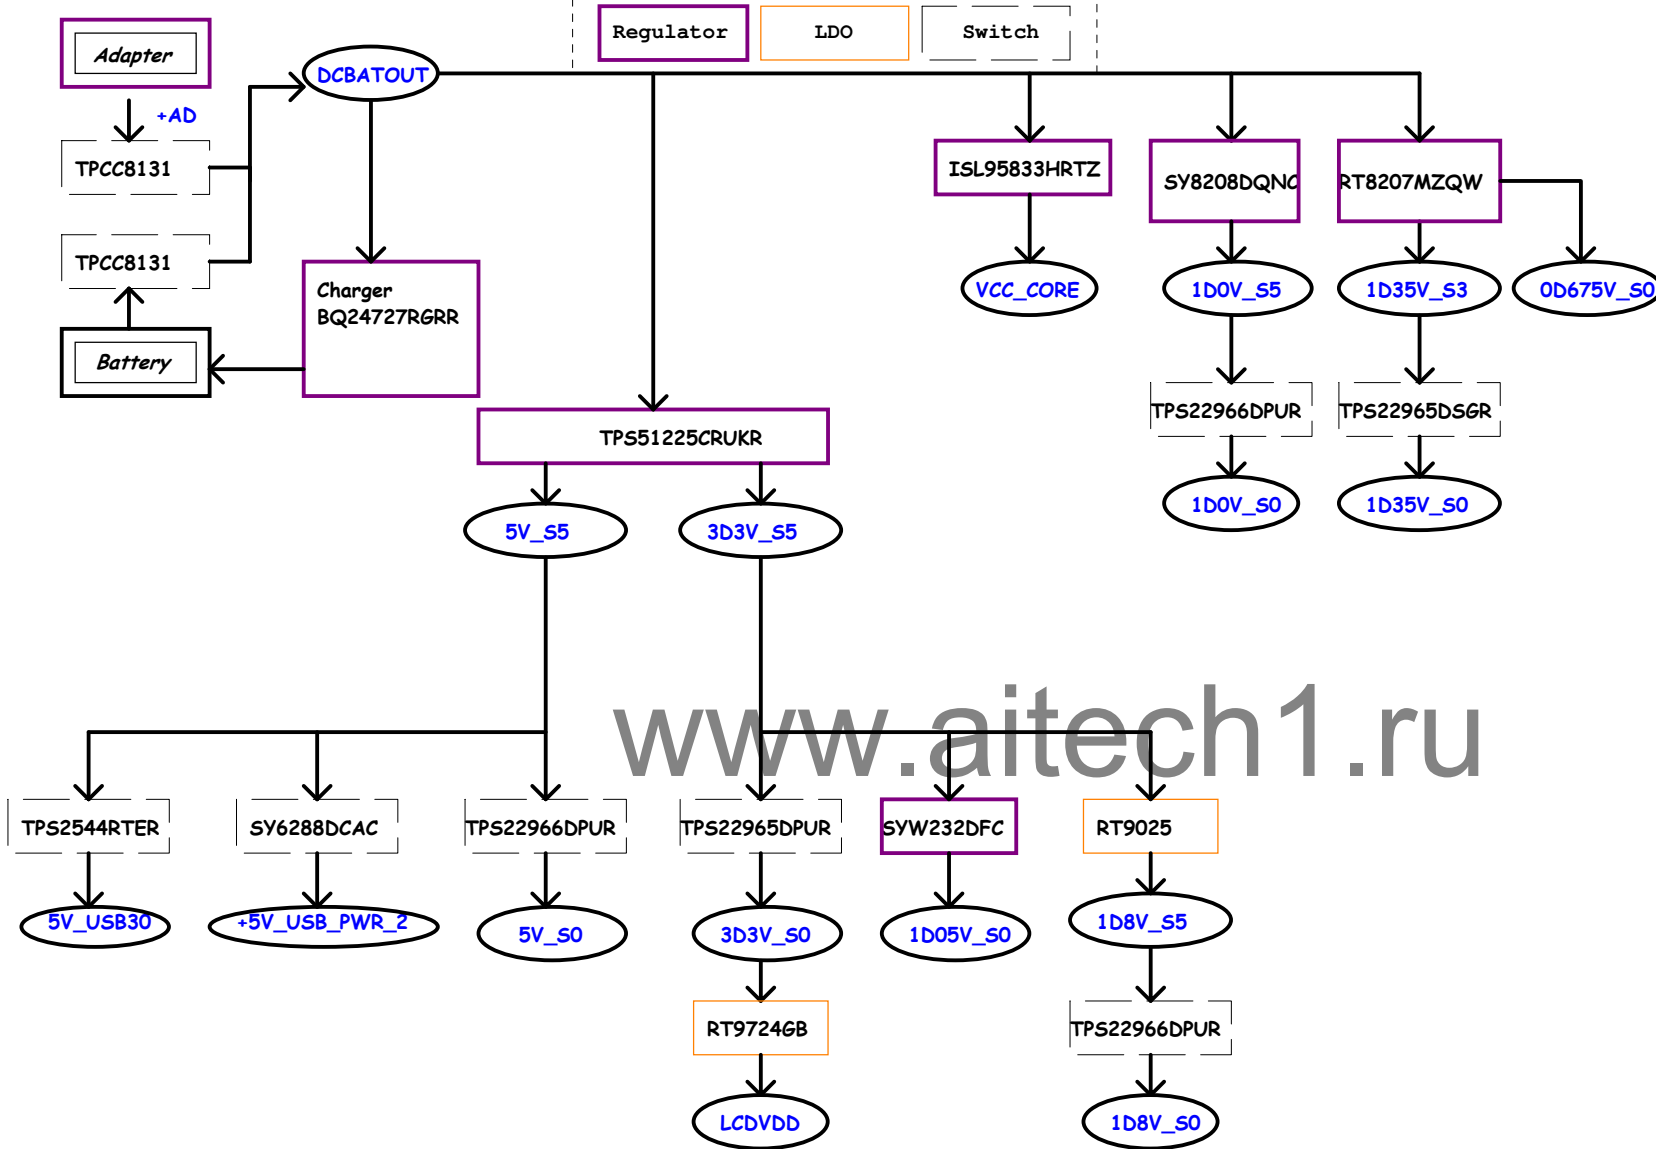 Regulator
LDO
Switch
Adapter
DCBATOUT
+AD
TPCC8131
ISL95833HRTZ
SY8208DQNC
RT8207MZQW
TPCC8131
Charger
BQ24727RGRR
VCC_CORE
1D0V_S5
1D35V_S3
0D675V_S0
Battery
TPS22966DPUR
TPS22965DSGR
TPS51225CRUKR
1D0V_S0
1D35V_S0
5V_S5
3D3V_S5
www.aitech1.ru
TPS2544RTER
SY6288DCAC
TPS22966DPUR
TPS22965DPUR
SYW232DFC
RT9025
5V_USB30
+5V_USB_PWR_2
5V_S0
3D3V_S0
1D05V_S0
1D8V_S5
RT9724GB
TPS22966DPUR
LCDVDD
1D8V_S0